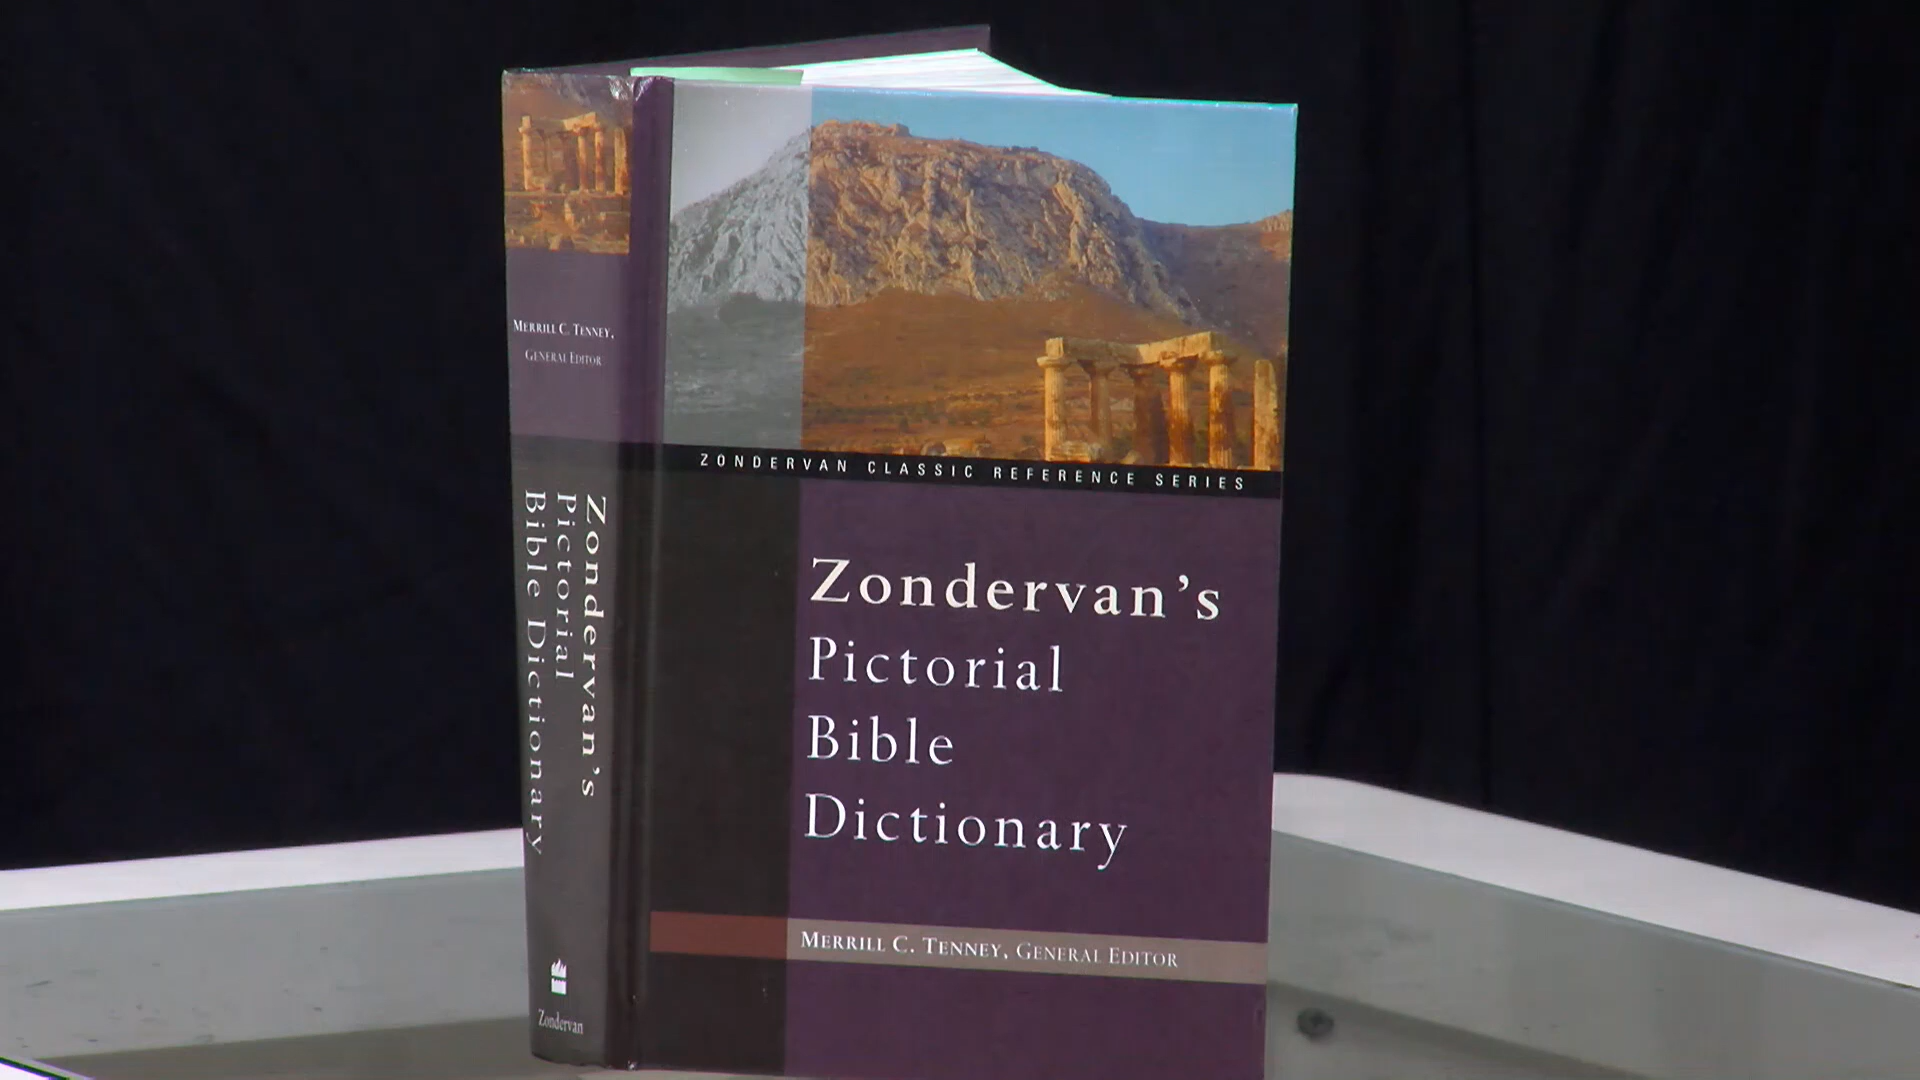 MERRILL C. TENNEY,
GENERAL EDITOR
Zondervan's
Pictorial
Bible Dictionary
Zondervan
ZONDERVAN CLASSIC REFERENCE SERIES
Zondervan’s
Pictorial
Bible
Dictionary
MERRILL C. TENNEY, GENERAL EDITOR